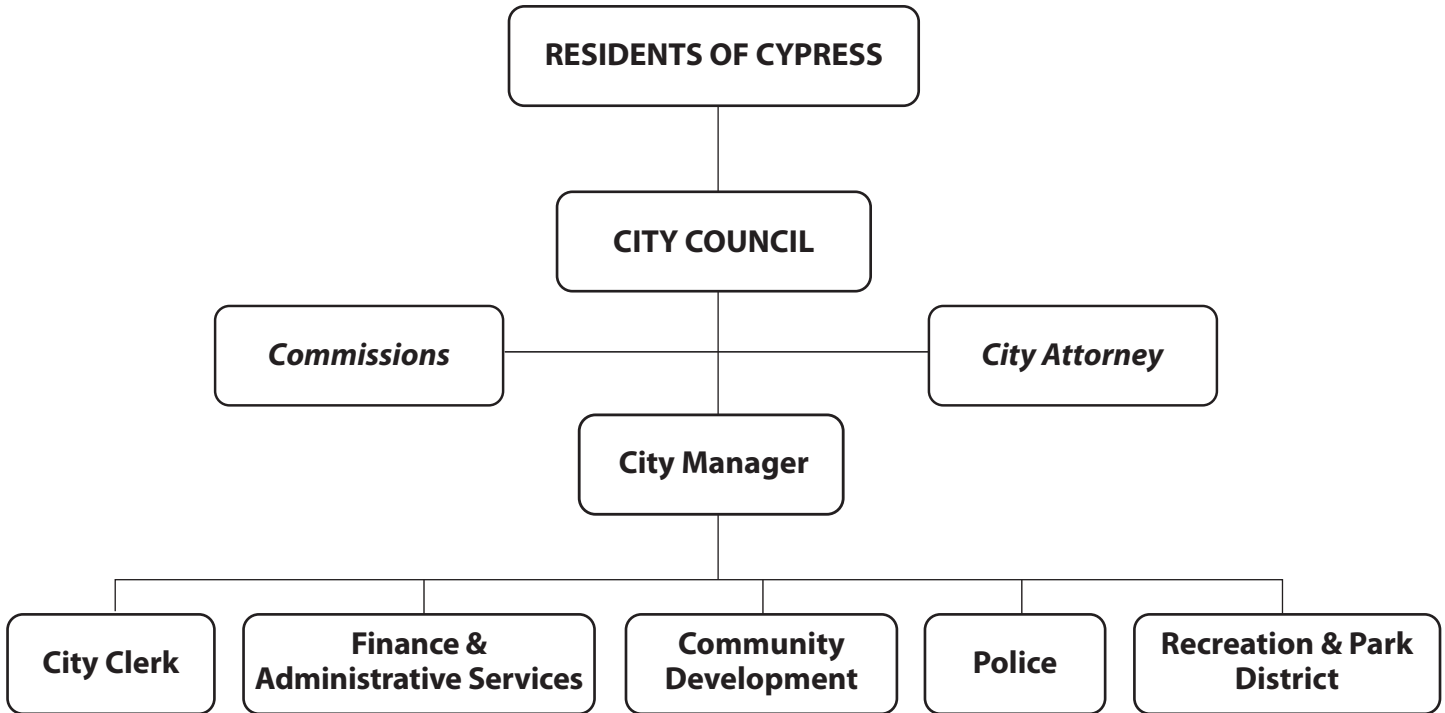 RESIDENTS OF CYPRESS
CITY COUNCIL
Commissions
City Attorney
City Manager
City Clerk
Finance &
Administrative Services
Community
Development
Police
Recreation & Park
District